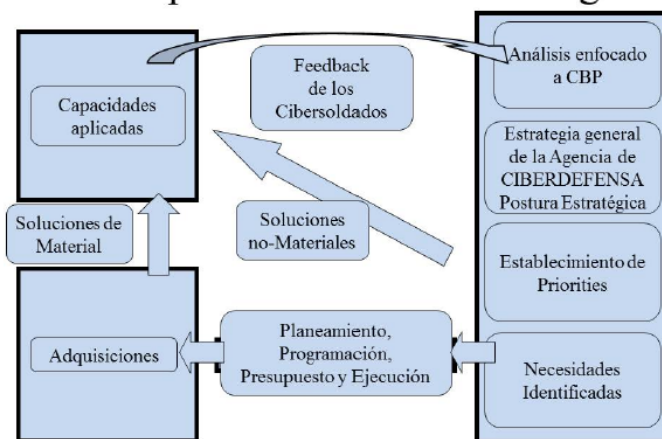 Capacidades
aplicadas
Feedback
de los
Cibersoldados
Análisis enfocado
a CBP
Estrategia general
de la Agencia de
CIBERDEFENSA
Postura Estratégica
Soluciones de
Material
Soluciones
no-Materiales
Establecimiento de
Priorities
Adquisiciones
Planeamiento,
Programación,
Presupuesto y Ejecución
Necesidades
Identificadas